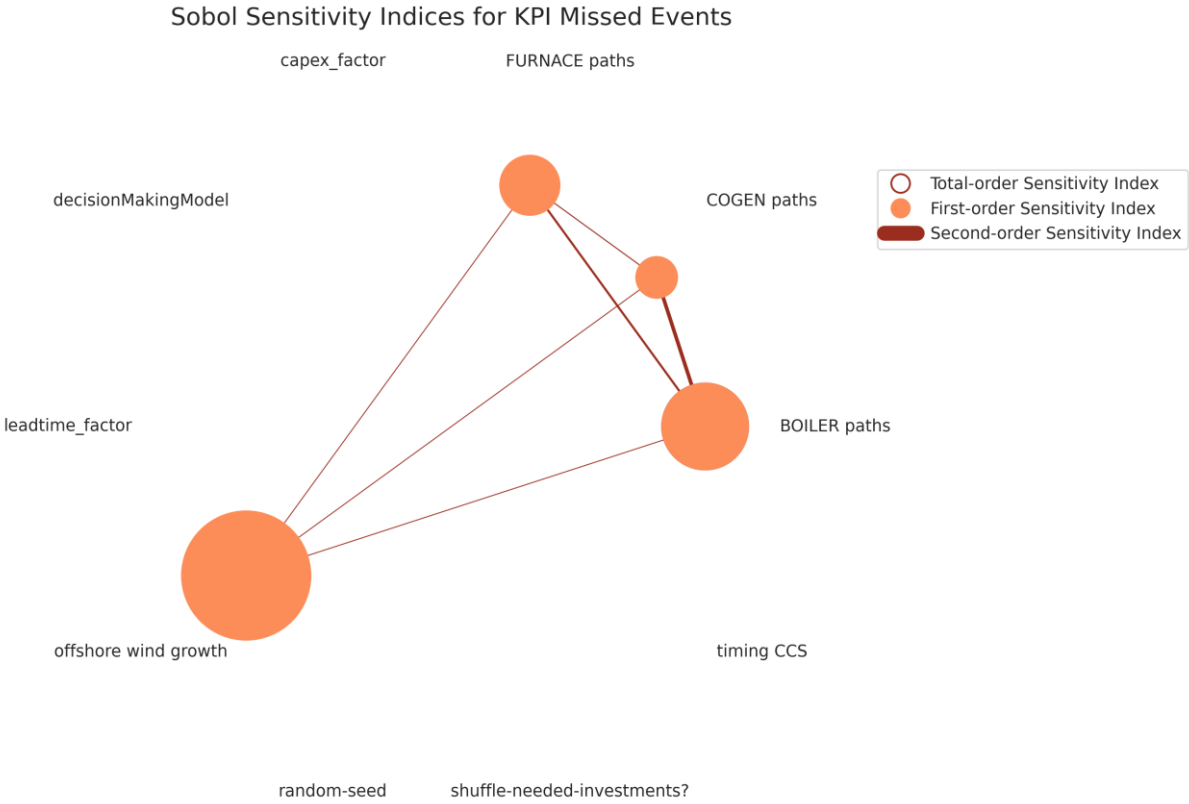 Sobol Sensitivity Indices for KPI Missed Events
capex_factor
FURNACE paths
decisionMakingModel
COGEN paths
Total-order Sensitivity Index
First-order Sensitivity Index
Second-order Sensitivity Index
leadtime_factor
BOILER paths
offshore wind growth
timing CCS
random-seed
shuffle-needed-investments?